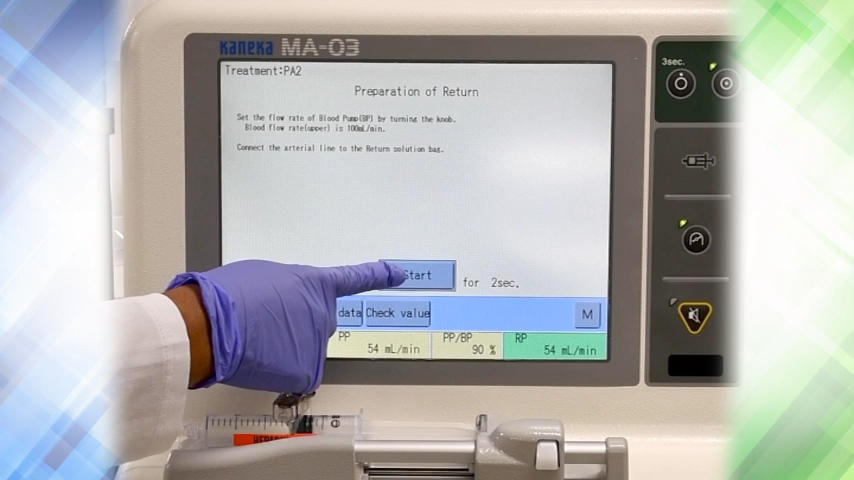 Kaneka MA-03
Treatment:PA2
Preparation of Return
Set the flow rate of Blood Pump(BP) by turning the knob.
Blood flow rate(upper) is 100mL/min.
Connect the arterial line to the Return solution bag.
Start for 2sec.
data Check value M
PP PP/BP RP
54 mL/min 90 % 54 mL/min
3sec.